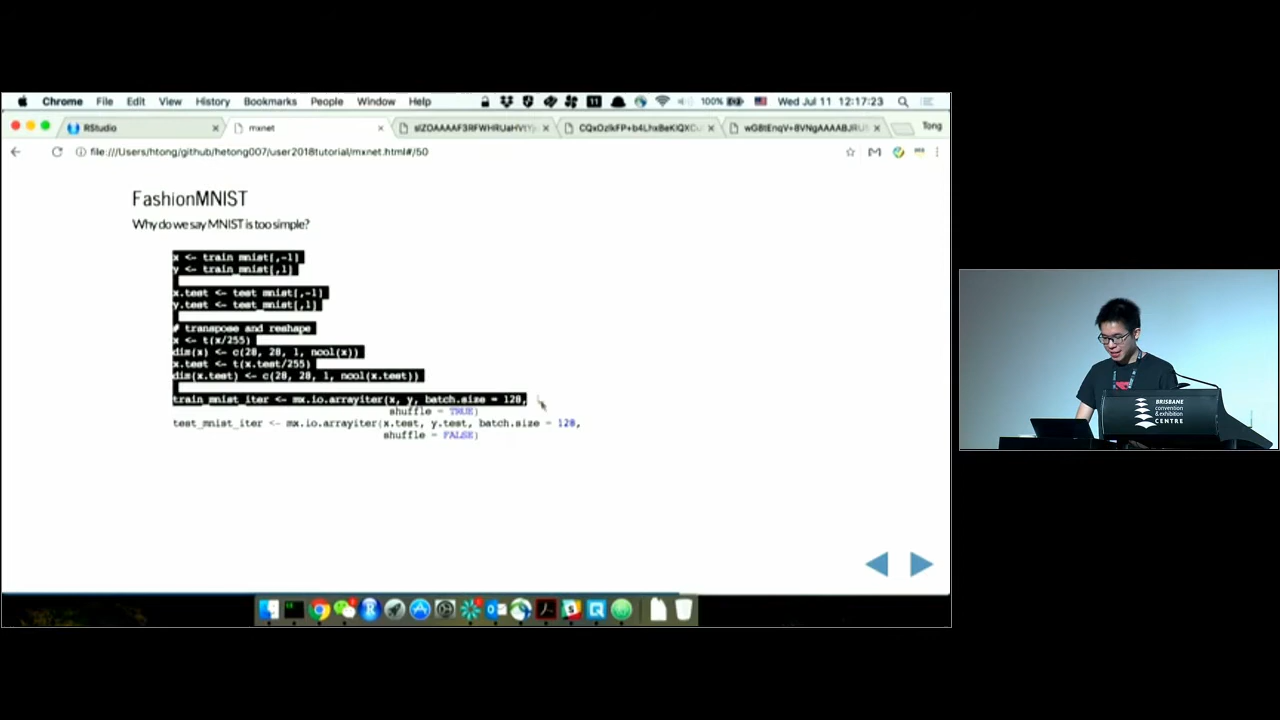 Chrome File Edit View History Bookmarks People Window Help 11 100% Wed Jul 11 12:17:23
RStudio mxnet Tong
file:///Users/htong/github/hetong007/user2018tutorial/mxnet.html#/50
FashionMNIST
Why do we say MNIST is too simple?
x <- train_mnist[,-1]
y <- train_mnist[,1]
x.test <- test_mnist[,-1]
y.test <- test_mnist[,1]
# transpose and reshape
x <- t(x/255)
dim(x) <- c(28, 28, 1, ncol(x))
x.test <- t(x.test/255)
dim(x.test) <- c(28, 28, 1, ncol(x.test))
train_mnist_iter <- mx.io.arrayiter(x, y, batch.size = 128,
shuffle = TRUE)
test_mnist_iter <- mx.io.arrayiter(x.test, y.test, batch.size = 128,
shuffle = FALSE)
BRISBANE
convention
& exhibition
CENTRE